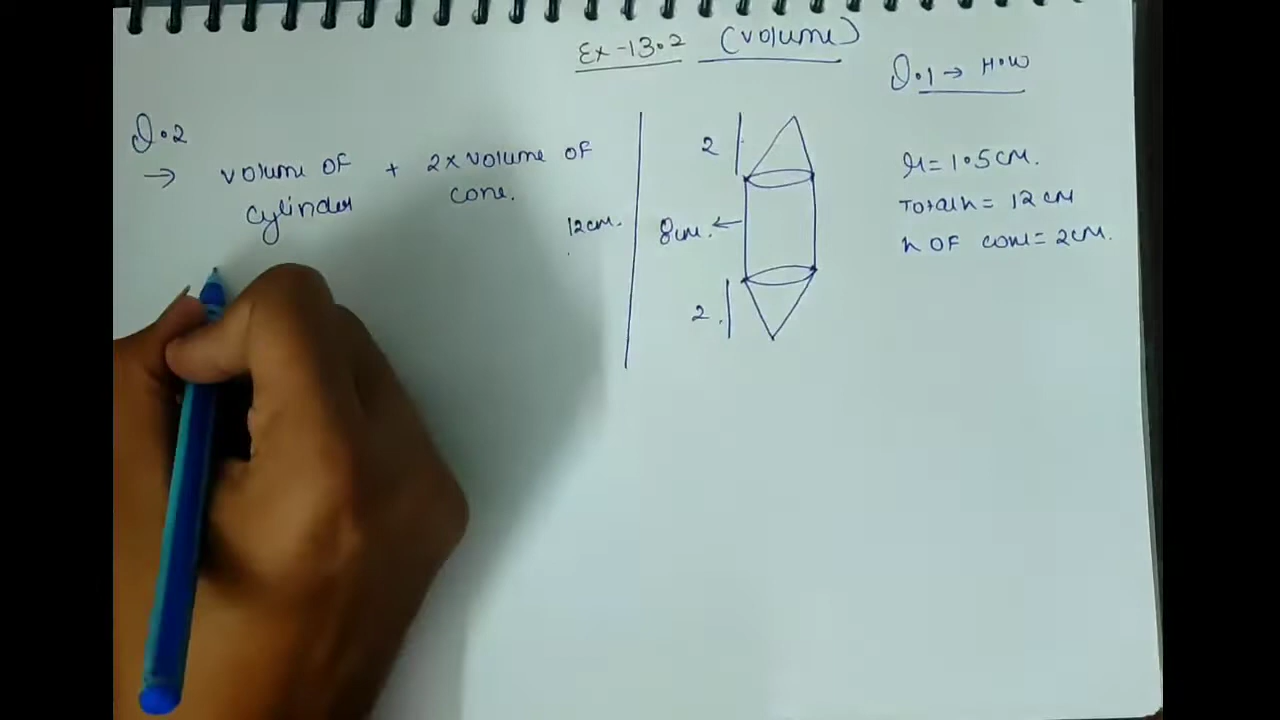 Ex-13.2 (volume)
Q.1 → H.W
Q.2
→ volume of + 2x volume of
cylinder cone.
12cm.
2
8cm. ←
2.
r = 1.5cm.
Total h = 12 cm
h of cone = 2cm.